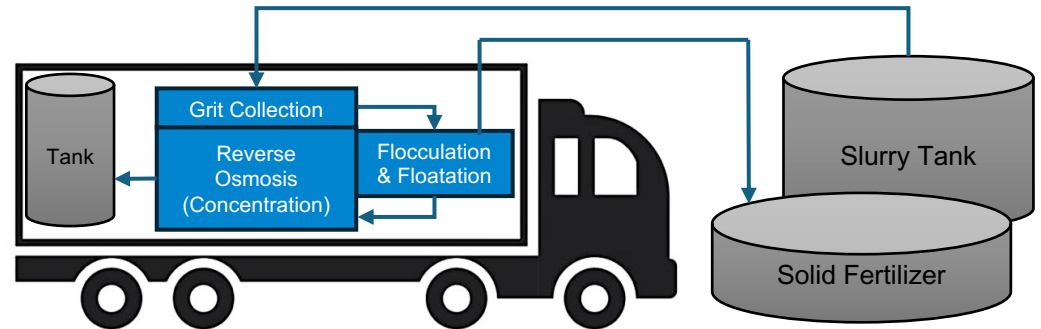 Tank
Grit Collection
Reverse
Osmosis
(Concentration)
Flocculation
& Floatation
Slurry Tank
Solid Fertilizer